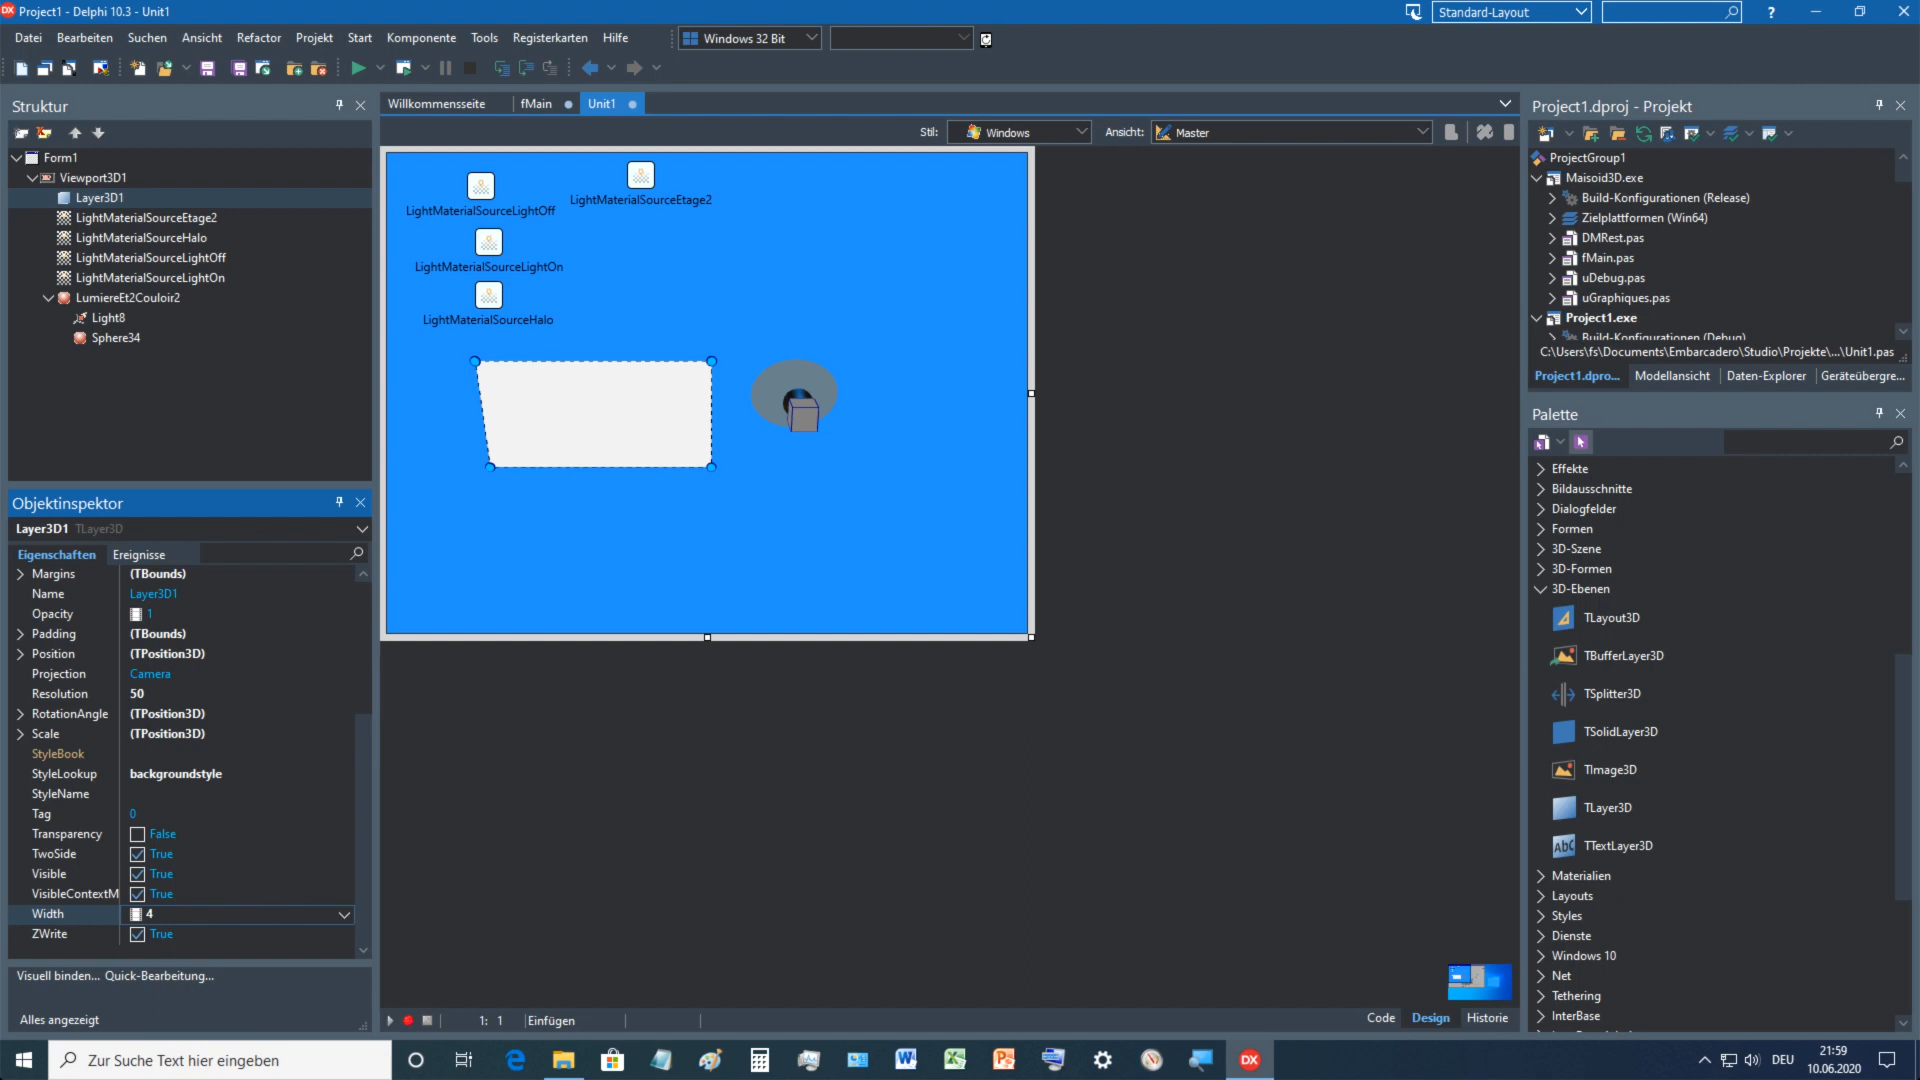 Project1 - Delphi 10.3 - Unit1
Standard-Layout
?
Datei Bearbeiten Suchen Ansicht Refactor Projekt Start Komponente Tools Registerkarten Hilfe
Windows 32 Bit
Struktur
Form1
Viewport3D1
Layer3D1
LightMaterialSourceEtage2
LightMaterialSourceHalo
LightMaterialSourceLightOff
LightMaterialSourceLightOn
LumiereEt2Couloir2
Light8
Sphere34
Objektinspektor
Layer3D1 TLayer3D
Eigenschaften Ereignisse
Margins (TBounds)
Name Layer3D1
Opacity 1
Padding (TBounds)
Position (TPosition3D)
Projection Camera
Resolution 50
RotationAngle (TPosition3D)
Scale (TPosition3D)
StyleBook
StyleLookup backgroundstyle
StyleName
Tag 0
Transparency False
TwoSide True
Visible True
VisibleContextM True
Width 4
ZWrite True
Visuell binden... Quick-Bearbeitung...
Alles angezeigt
Willkommensseite fMain Unit1
Stil: Windows Ansicht: Master
LightMaterialSourceLightOff
LightMaterialSourceEtage2
LightMaterialSourceLightOn
LightMaterialSourceHalo
1: 1 Einfügen
Code Design Historie
Project1.dproj - Projekt
ProjectGroup1
Maisoid3D.exe
Build-Konfigurationen (Release)
Zielplattformen (Win64)
DMRest.pas
fMain.pas
uDebug.pas
uGraphiques.pas
Project1.exe
Build-Konfigurationen (Debug)
C:\Users\fs\Documents\Embarcadero\Studio\Projekte\...\Unit1.pas
Project1.dpro... Modellansicht Daten-Explorer Geräteübergre...
Palette
Effekte
Bildausschnitte
Dialogfelder
Formen
3D-Szene
3D-Formen
3D-Ebenen
TLayout3D
TBufferLayer3D
TSplitter3D
TSolidLayer3D
TImage3D
TLayer3D
Abc TTextLayer3D
Materialien
Layouts
Styles
Dienste
Windows 10
Net
Tethering
InterBase
Zur Suche Text hier eingeben
DX
DEU
21:59
10.06.2020